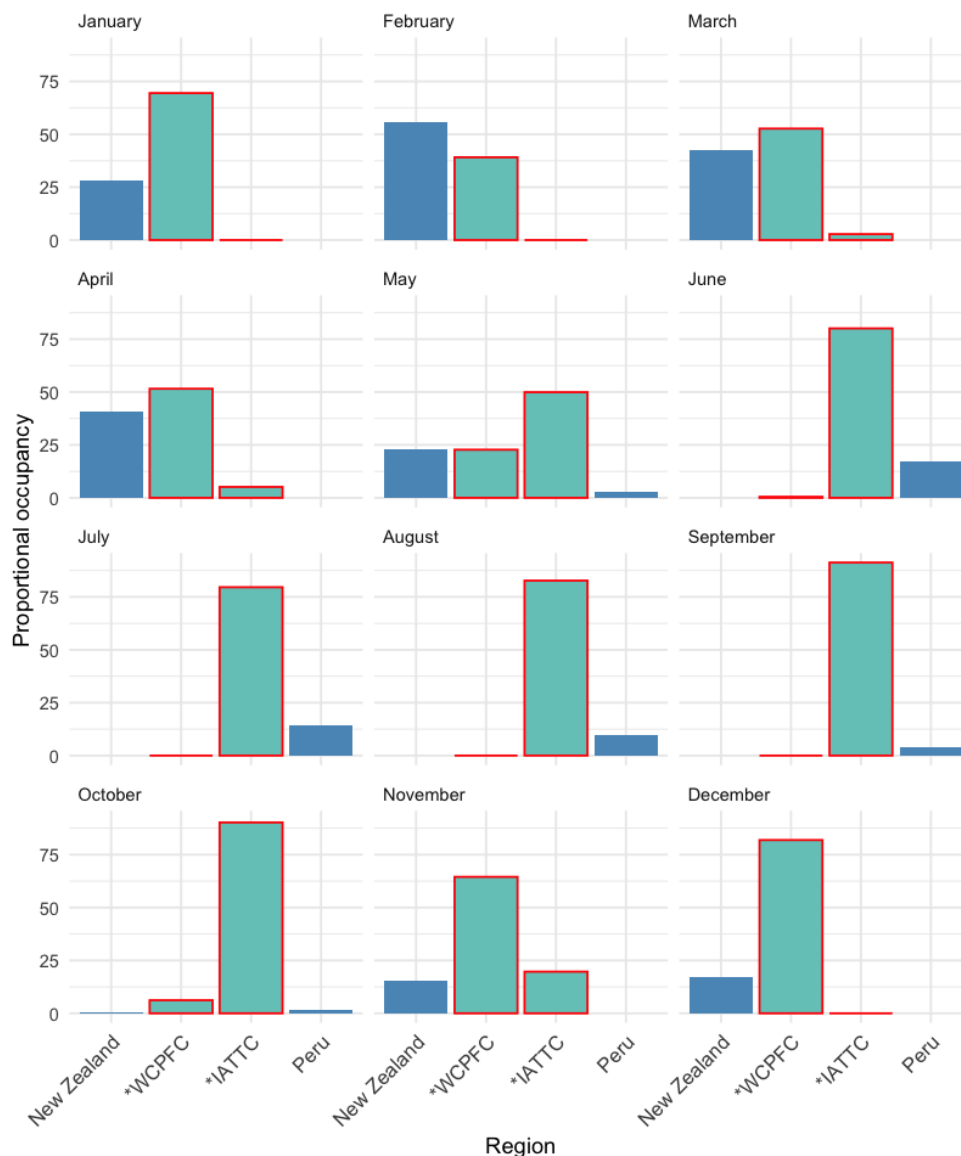 January
February
March
75
50
25
0
April
May
June
75
50
25
0
July
August
September
75
50
25
0
October
November
December
75
50
25
0
New Zealand
*WCPFC
*IATTC
Peru
New Zealand
*WCPFC
*IATTC
Peru
New Zealand
*WCPFC
*IATTC
Peru
Proportional occupancy
Region